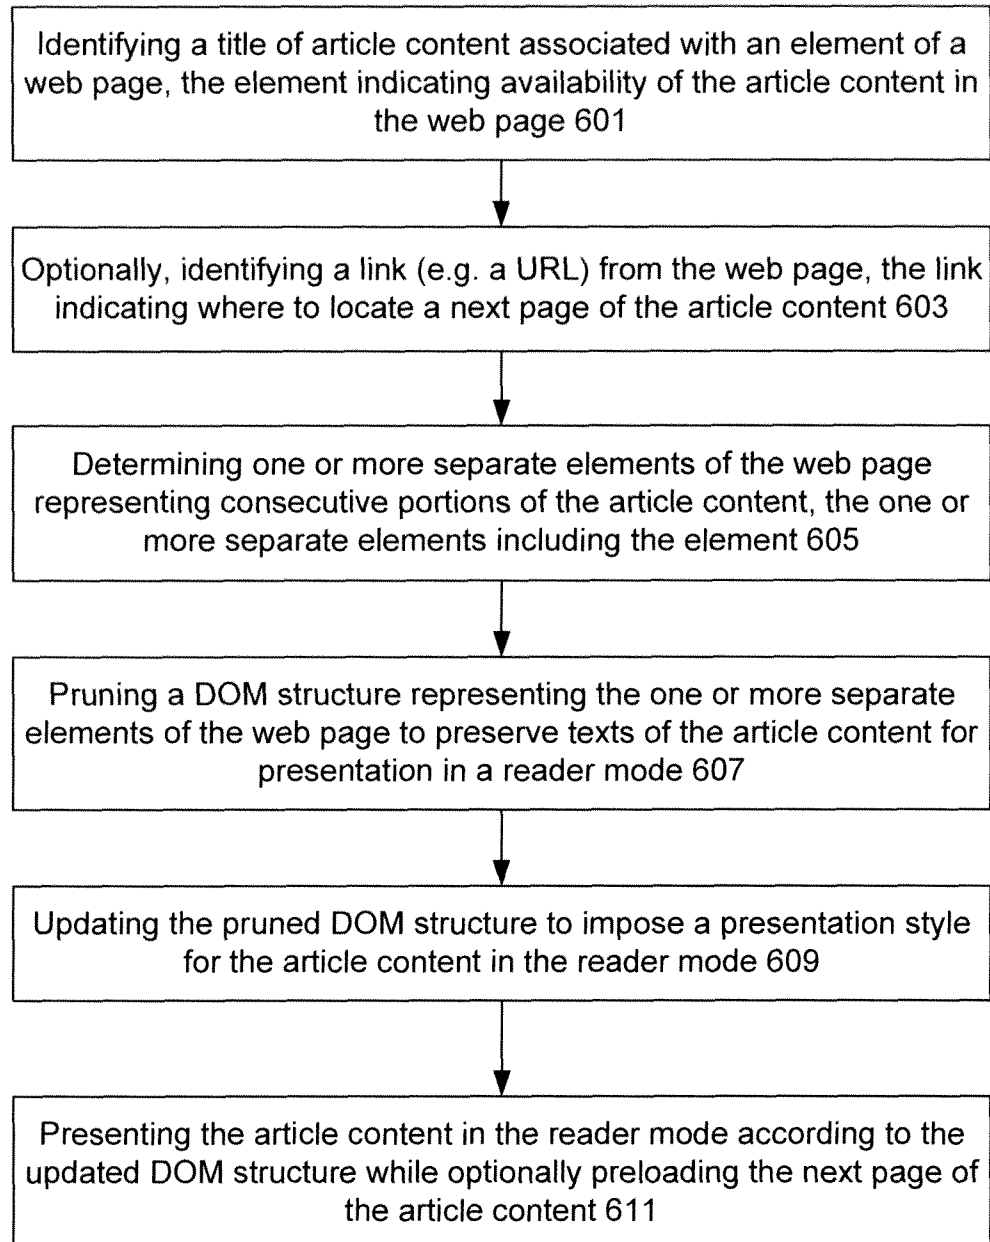 Identifying a title of article content associated with an element of a
web page, the element indicating availability of the article content in
the web page 601
Optionally, identifying a link (e.g. a URL) from the web page, the link
indicating where to locate a next page of the article content 603
Determining one or more separate elements of the web page
representing consecutive portions of the article content, the one or
more separate elements including the element 605
Pruning a DOM structure representing the one or more separate
elements of the web page to preserve texts of the article content for
presentation in a reader mode 607
Updating the pruned DOM structure to impose a presentation style
for the article content in the reader mode 609
Presenting the article content in the reader mode according to the
updated DOM structure while optionally preloading the next page of
the article content 611